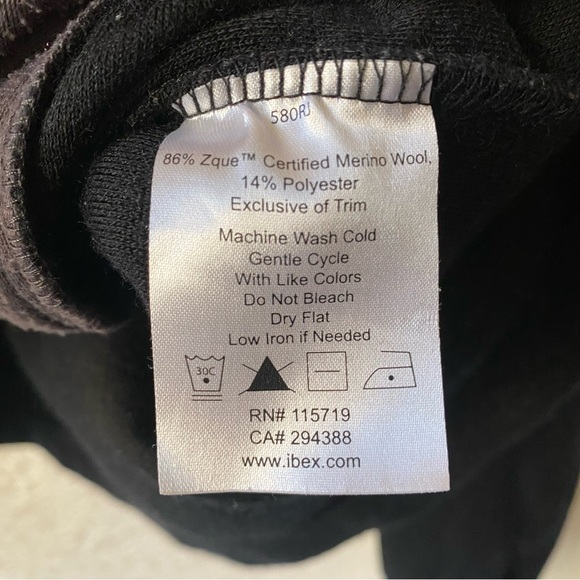 580RJ
86% Zque™ Certified Merino Wool,
14% Polyester
Exclusive of Trim
Machine Wash Cold
Gentle Cycle
With Like Colors
Do Not Bleach
Dry Flat
Low Iron if Needed
30C
RN# 115719
CA# 294388
www.ibex.com